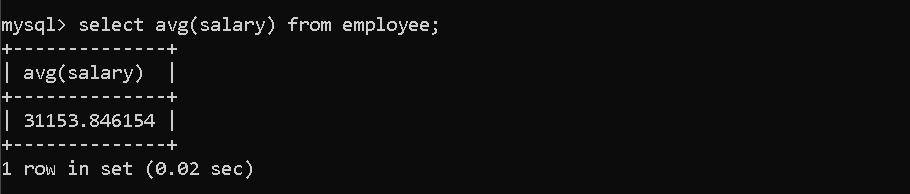 mysql> select avg(salary) from employee;
+--------------+
| avg(salary)  |
+--------------+
| 31153.846154 |
+--------------+
1 row in set (0.02 sec)